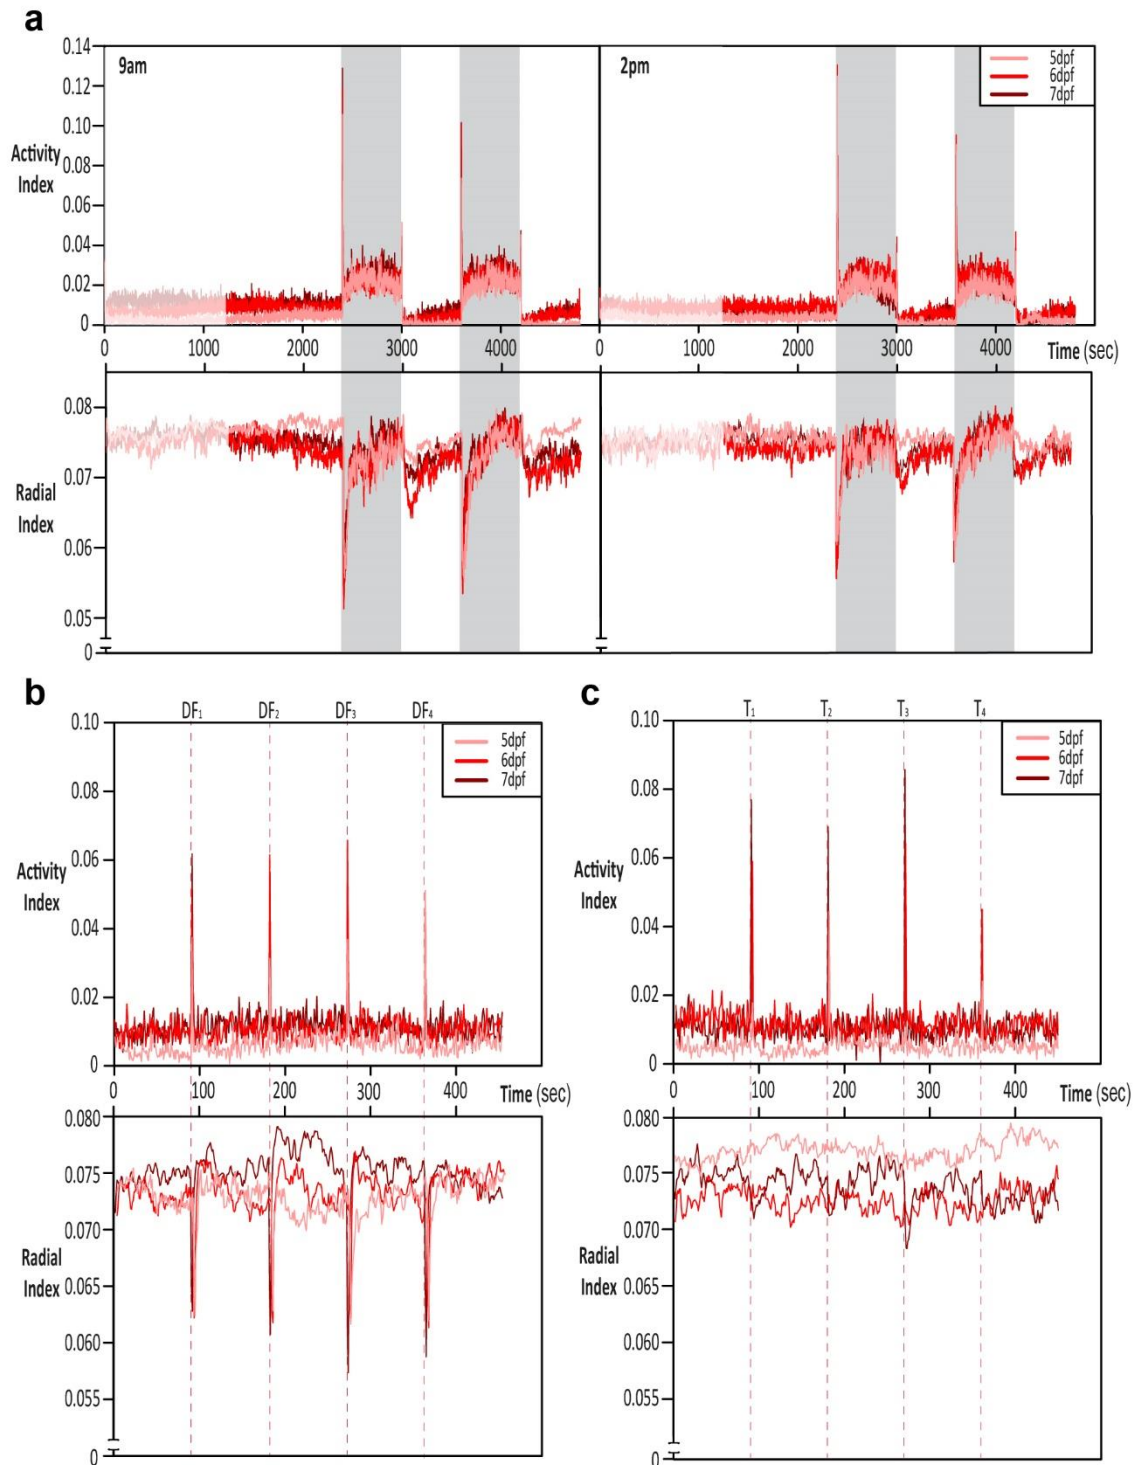 a
9am
2pm
5dpf
6dpf
7dpf
Activity
Index
0.14
0.12
0.10
0.08
0.06
0.04
0.02
0
0 1000 2000 3000 4000
0 1000 2000 3000 4000
Time (sec)
Radial
Index
0.08
0.07
0.06
0.05
0
b
DF1 DF2 DF3 DF4
5dpf
6dpf
7dpf
Activity
Index
0.10
0.08
0.06
0.04
0.02
0
0 100 200 300 400
Time (sec)
Radial
Index
0.080
0.075
0.070
0.065
0.060
0.055
0
c
T1 T2 T3 T4
5dpf
6dpf
7dpf
Activity
Index
0.10
0.08
0.06
0.04
0.02
0
0 100 200 300 400
Time (sec)
Radial
Index
0.080
0.075
0.070
0.065
0.060
0.055
0